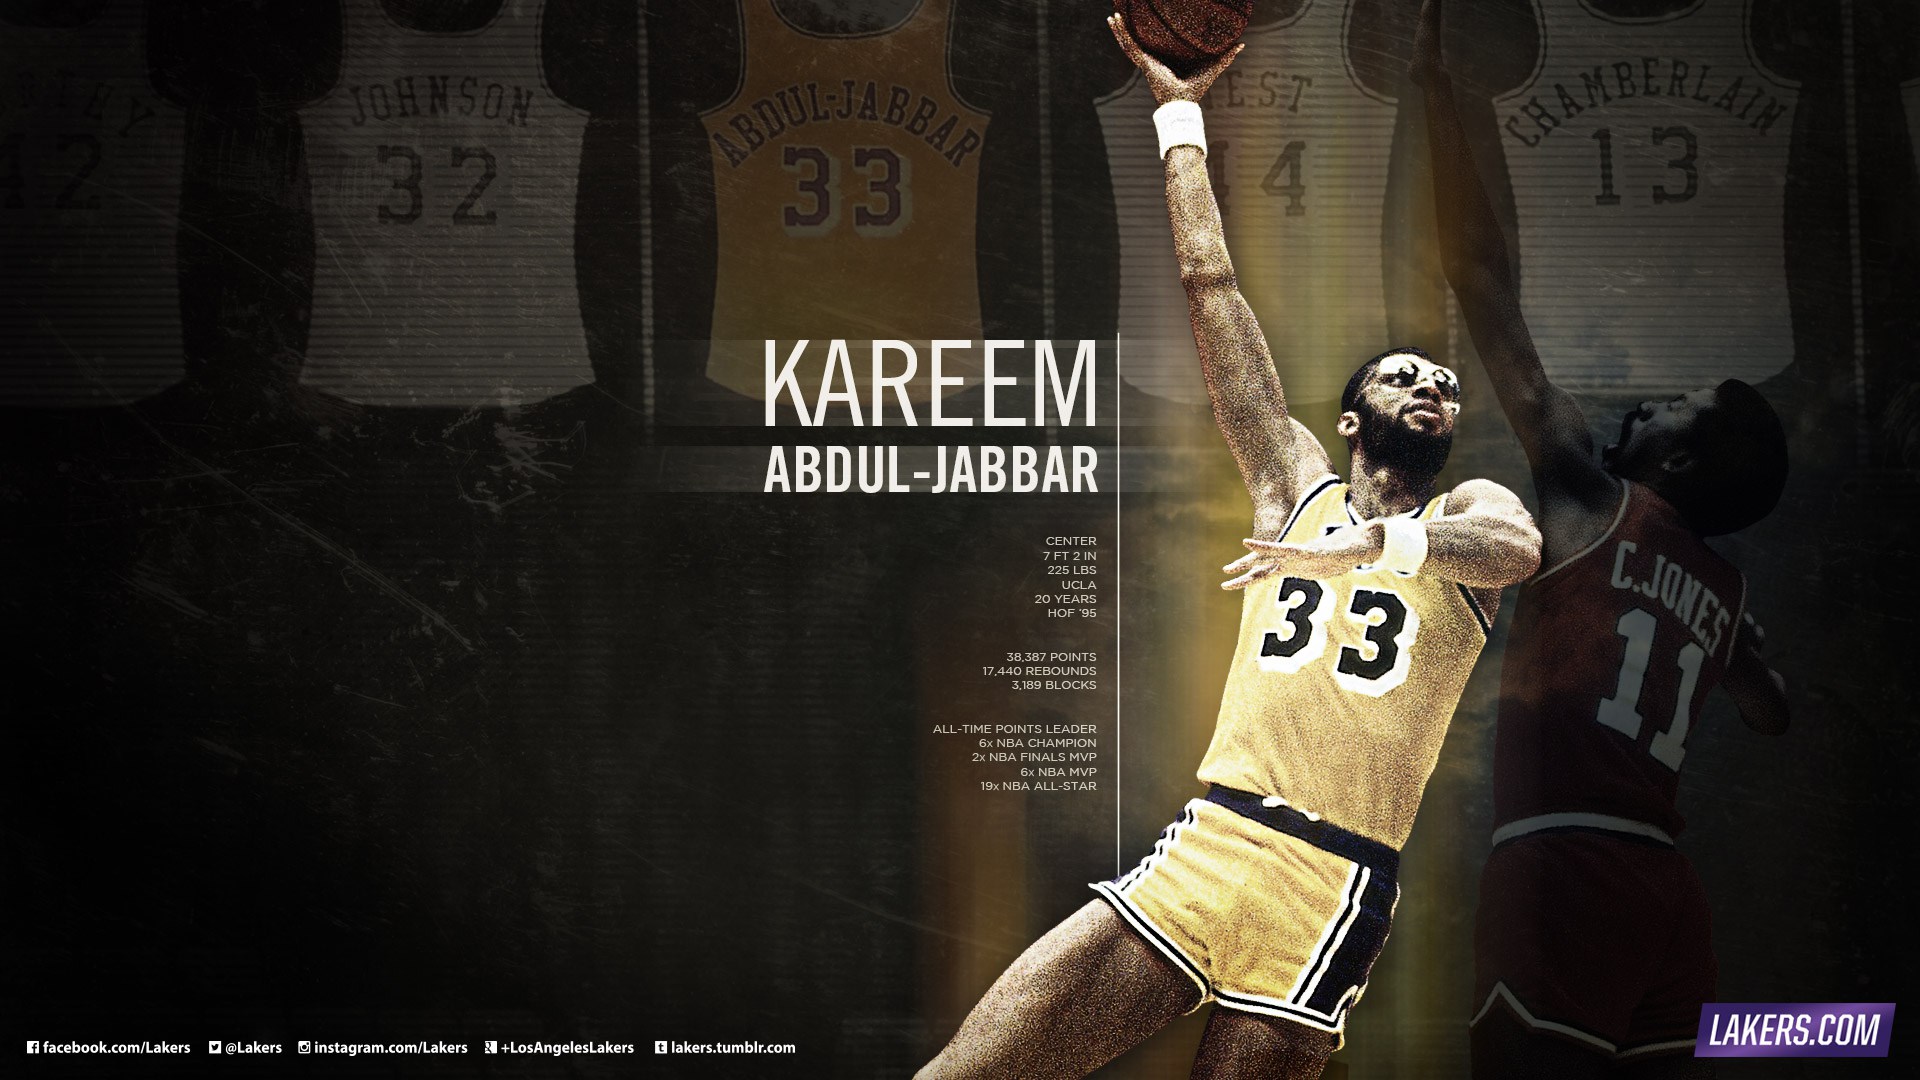 JOHNSON
32
ABDUL-JABBAR
33
CHAMBERLAIN
13
KAREEM
ABDUL-JABBAR
CENTER
7 FT 2 IN
225 LBS
UCLA
20 YEARS
HOF '95
38,387 POINTS
17,440 REBOUNDS
3,189 BLOCKS
ALL-TIME POINTS LEADER
6x NBA CHAMPION
2x NBA FINALS MVP
6x NBA MVP
19x NBA ALL-STAR
33
C.JONES
11
facebook.com/Lakers @Lakers instagram.com/Lakers +LosAngelesLakers lakers.tumblr.com
LAKERS.COM